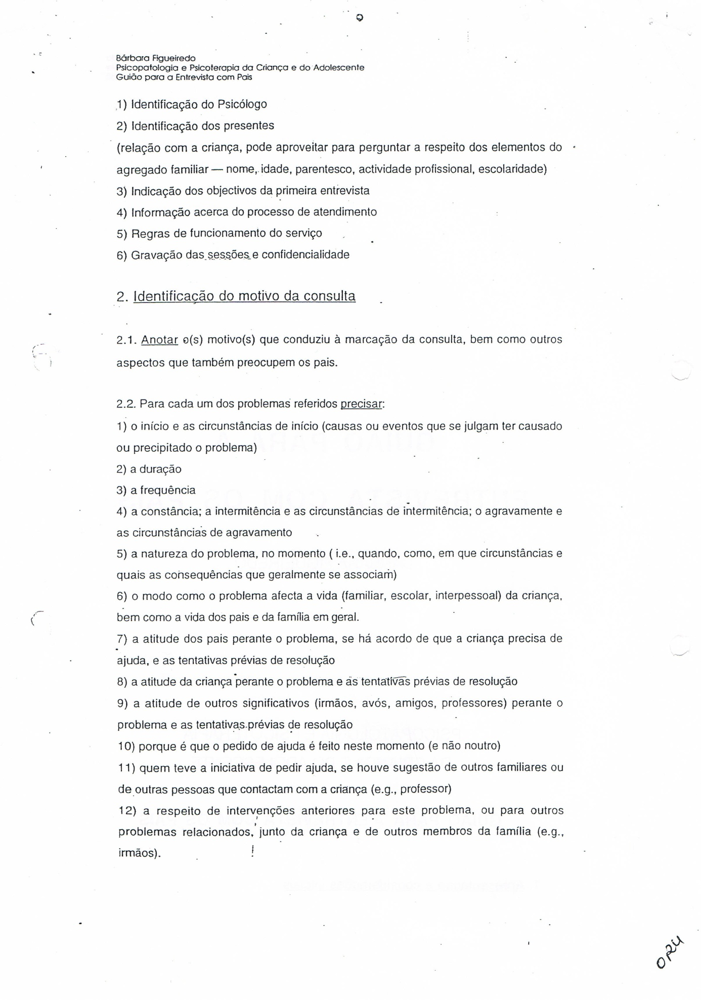 Bárbara Figueiredo
Psicopatologia e Psicoterapia da Criança e do Adolescente
Guião para a Entrevista com Pais
1) Identificação do Psicólogo
2) Identificação dos presentes
(relação com a criança, pode aproveitar para perguntar a respeito dos elementos do
agregado familiar — nome, idade, parentesco, actividade profissional, escolaridade)
3) Indicação dos objectivos da primeira entrevista
4) Informação acerca do processo de atendimento
5) Regras de funcionamento do serviço
6) Gravação das sessões e confidencialidade
2. Identificação do motivo da consulta
2.1. Anotar o(s) motivo(s) que conduziu à marcação da consulta, bem como outros
aspectos que também preocupem os pais.
2.2. Para cada um dos problemas referidos precisar:
1) o início e as circunstâncias de início (causas ou eventos que se julgam ter causado
ou precipitado o problema)
2) a duração
3) a frequência
4) a constância; a intermitência e as circunstâncias de intermitência; o agravamente e
as circunstâncias de agravamento
5) a natureza do problema, no momento ( i.e., quando, como, em que circunstâncias e
quais as consequências que geralmente se associam)
6) o modo como o problema afecta a vida (familiar, escolar, interpessoal) da criança,
bem como a vida dos pais e da família em geral.
7) a atitude dos pais perante o problema, se há acordo de que a criança precisa de
ajuda, e as tentativas prévias de resolução
8) a atitude da criança perante o problema e as tentativas prévias de resolução
9) a atitude de outros significativos (irmãos, avós, amigos, professores) perante o
problema e as tentativas prévias de resolução
10) porque é que o pedido de ajuda é feito neste momento (e não noutro)
11) quem teve a iniciativa de pedir ajuda, se houve sugestão de outros familiares ou
de outras pessoas que contactam com a criança (e.g., professor)
12) a respeito de intervenções anteriores para este problema, ou para outros
problemas relacionados, junto da criança e de outros membros da família (e.g.,
irmãos).